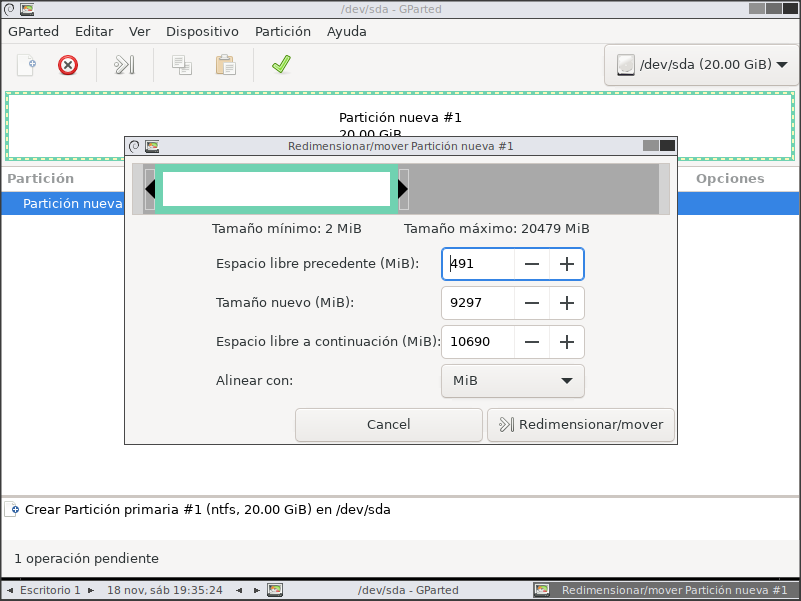 /dev/sda - GParted
GParted Editar Ver Dispositivo Partición Ayuda
/dev/sda (20.00 GiB)
Partición nueva #1
20.00 GiB
Redimensionar/mover Partición nueva #1
Partición Opciones
Partición nueva
Tamaño mínimo: 2 MiB Tamaño máximo: 20479 MiB
Espacio libre precedente (MiB): 491
Tamaño nuevo (MiB): 9297
Espacio libre a continuación (MiB): 10690
Alinear con: MiB
Cancel Redimensionar/mover
Crear Partición primaria #1 (ntfs, 20.00 GiB) en /dev/sda
1 operación pendiente
Escritorio 1 18 nov, sáb 19:35:24 /dev/sda - GParted Redimensionar/mover Partición nueva #1